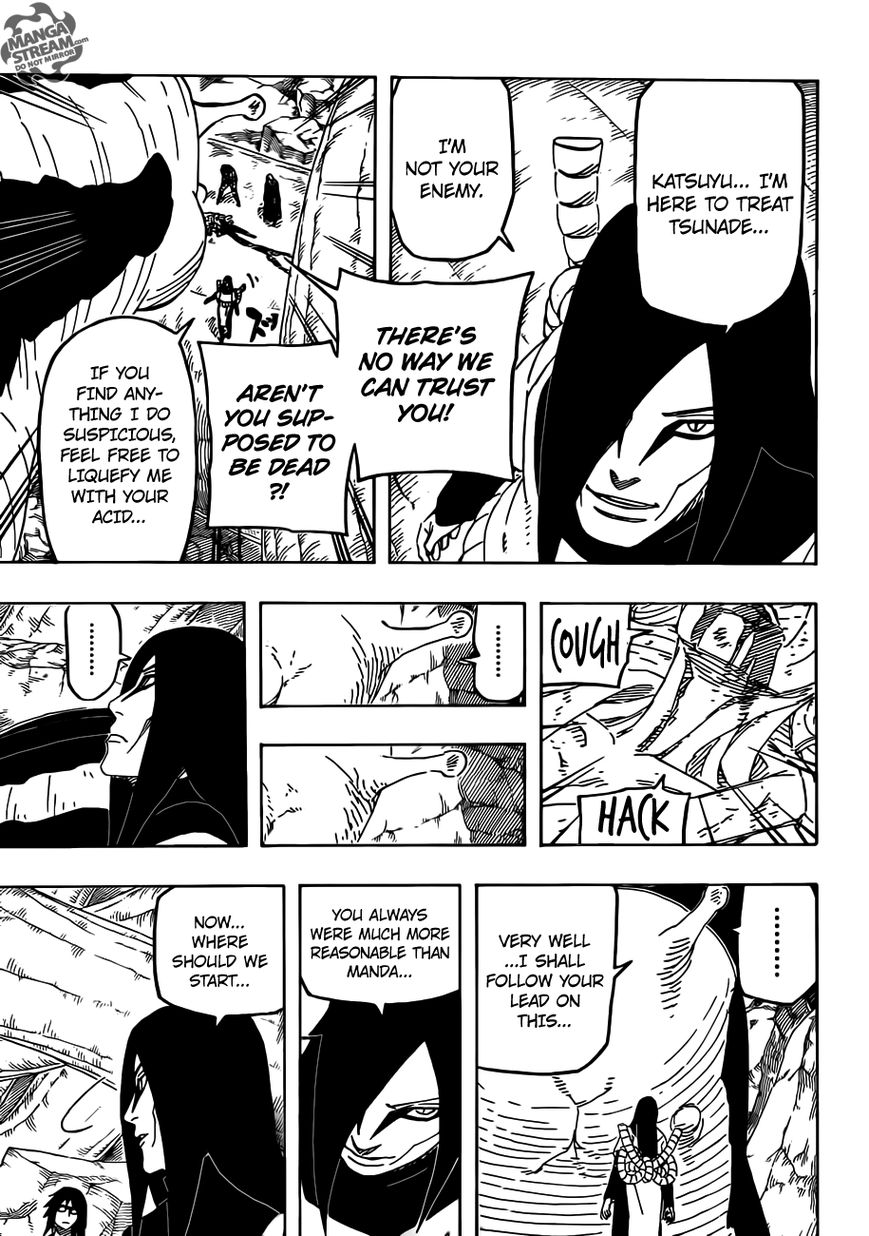 MANGA
STREAM.com
DO NOT MIRROR
KATSUYU... I'M
HERE TO TREAT
TSUNADE...
I'M
NOT YOUR
ENEMY.
THERE'S
NO WAY WE
CAN TRUST
YOU!
AREN'T
YOU SUP-
POSED TO
BE DEAD
?!
IF YOU
FIND ANY-
THING I DO
SUSPICIOUS,
FEEL FREE TO
LIQUEFY ME
WITH YOUR
ACID...
COUGH
HACK
........
........
........
VERY WELL
...I SHALL
FOLLOW YOUR
LEAD ON
THIS...
YOU ALWAYS
WERE MUCH MORE
REASONABLE THAN
MANDA...
NOW...
WHERE
SHOULD WE
START...